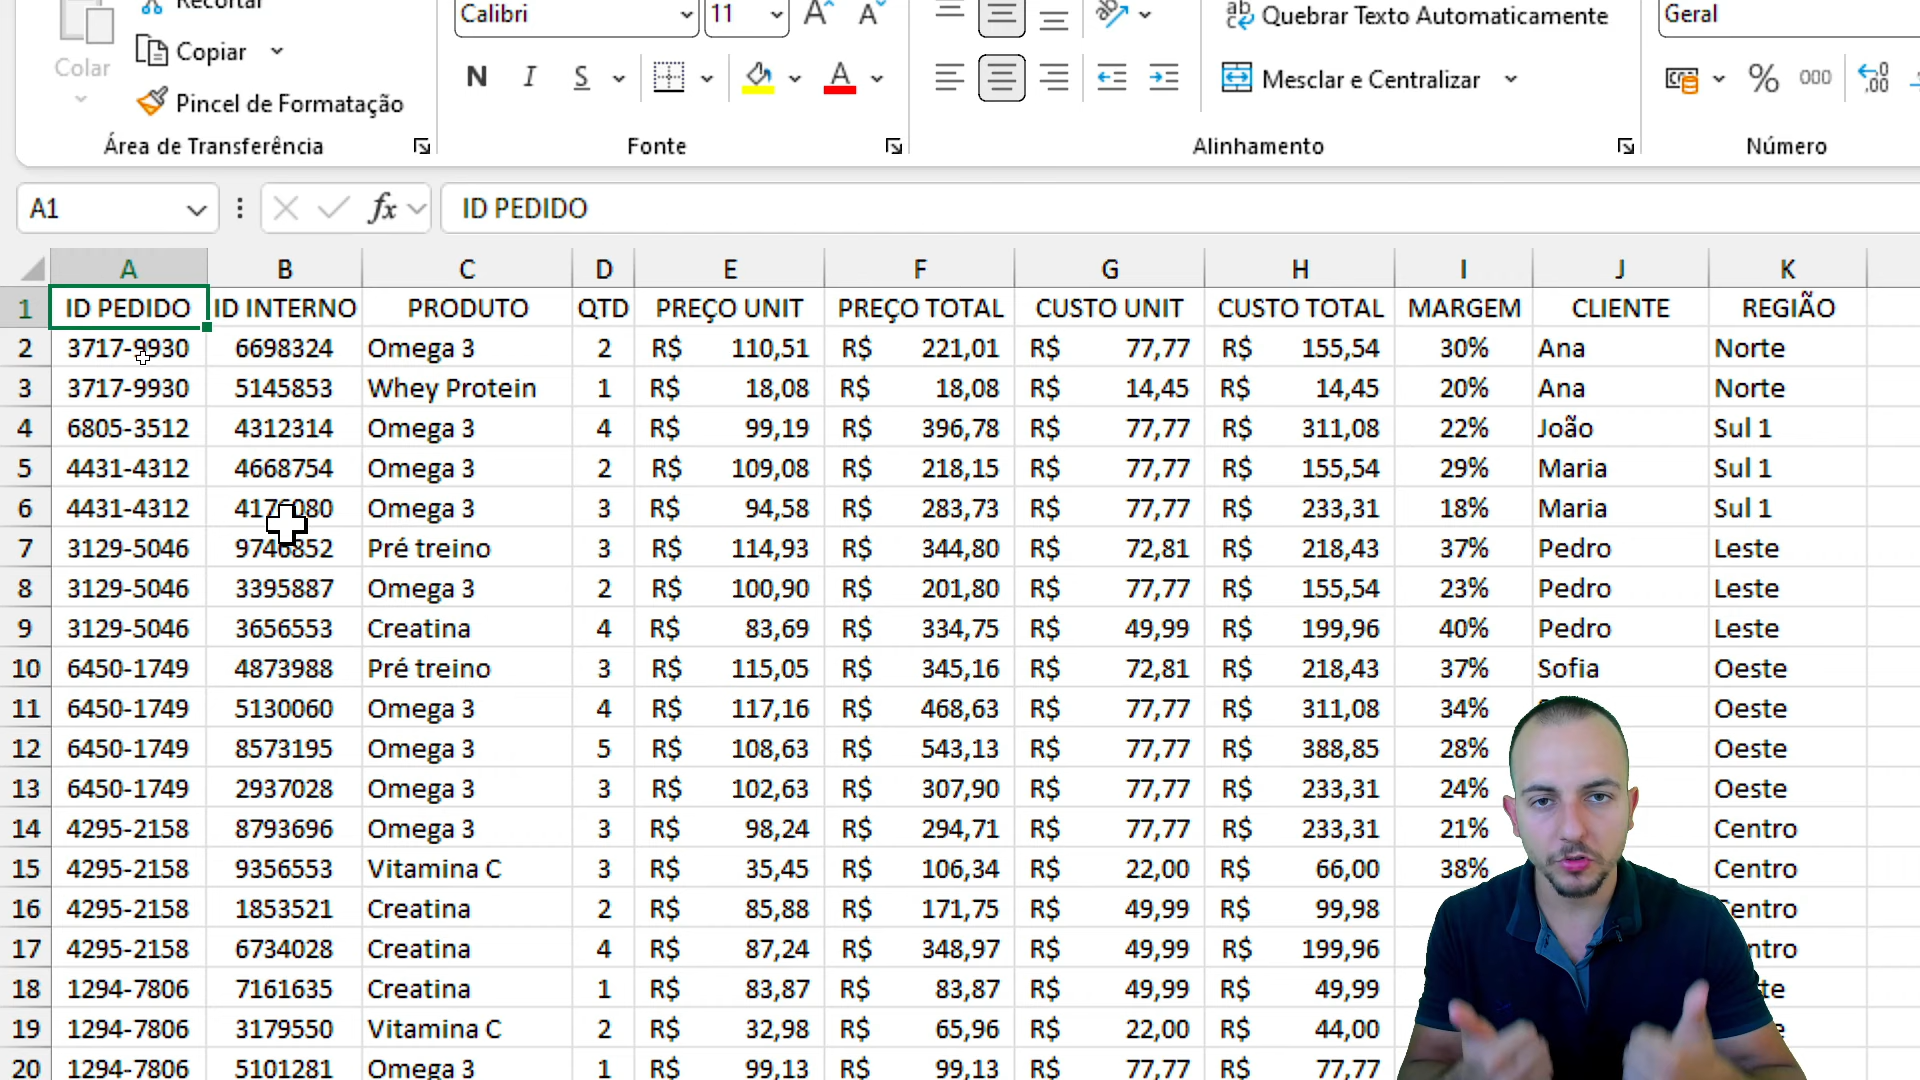 Calibri 11 Quebrar Texto Automaticamente Geral
Colar Copiar
N I S A Mesclar e Centralizar % 000
Pincel de Formatação
Área de Transferência Fonte Alinhamento Número
A1 fx ID PEDIDO
A B C D E F G H I J K
1 ID PEDIDO ID INTERNO PRODUTO QTD PREÇO UNIT PREÇO TOTAL CUSTO UNIT CUSTO TOTAL MARGEM CLIENTE REGIÃO
2 3717-9930 6698324 Omega 3 2 R$ 110,51 R$ 221,01 R$ 77,77 R$ 155,54 30% Ana Norte
3 3717-9930 5145853 Whey Protein 1 R$ 18,08 R$ 18,08 R$ 14,45 R$ 14,45 20% Ana Norte
4 6805-3512 4312314 Omega 3 4 R$ 99,19 R$ 396,78 R$ 77,77 R$ 311,08 22% João Sul 1
5 4431-4312 4668754 Omega 3 2 R$ 109,08 R$ 218,15 R$ 77,77 R$ 155,54 29% Maria Sul 1
6 4431-4312 4176080 Omega 3 3 R$ 94,58 R$ 283,73 R$ 77,77 R$ 233,31 18% Maria Sul 1
7 3129-5046 9746852 Pré treino 3 R$ 114,93 R$ 344,80 R$ 72,81 R$ 218,43 37% Pedro Leste
8 3129-5046 3395887 Omega 3 2 R$ 100,90 R$ 201,80 R$ 77,77 R$ 155,54 23% Pedro Leste
9 3129-5046 3656553 Creatina 4 R$ 83,69 R$ 334,75 R$ 49,99 R$ 199,96 40% Pedro Leste
10 6450-1749 4873988 Pré treino 3 R$ 115,05 R$ 345,16 R$ 72,81 R$ 218,43 37% Sofia Oeste
11 6450-1749 5130060 Omega 3 4 R$ 117,16 R$ 468,63 R$ 77,77 R$ 311,08 34% Oeste
12 6450-1749 8573195 Omega 3 5 R$ 108,63 R$ 543,13 R$ 77,77 R$ 388,85 28% Oeste
13 6450-1749 2937028 Omega 3 3 R$ 102,63 R$ 307,90 R$ 77,77 R$ 233,31 24% Oeste
14 4295-2158 8793696 Omega 3 3 R$ 98,24 R$ 294,71 R$ 77,77 R$ 233,31 21% Centro
15 4295-2158 9356553 Vitamina C 3 R$ 35,45 R$ 106,34 R$ 22,00 R$ 66,00 38% Centro
16 4295-2158 1853521 Creatina 2 R$ 85,88 R$ 171,75 R$ 49,99 R$ 99,98 Centro
17 4295-2158 6734028 Creatina 4 R$ 87,24 R$ 348,97 R$ 49,99 R$ 199,96
18 1294-7806 7161635 Creatina 1 R$ 83,87 R$ 83,87 R$ 49,99 R$ 49,99
19 1294-7806 3179550 Vitamina C 2 R$ 32,98 R$ 65,96 R$ 22,00 R$ 44,00
20 1294-7806 5101281 Omega 3 1 R$ 99,13 R$ 99,13 R$ 77,77 R$ 77,77